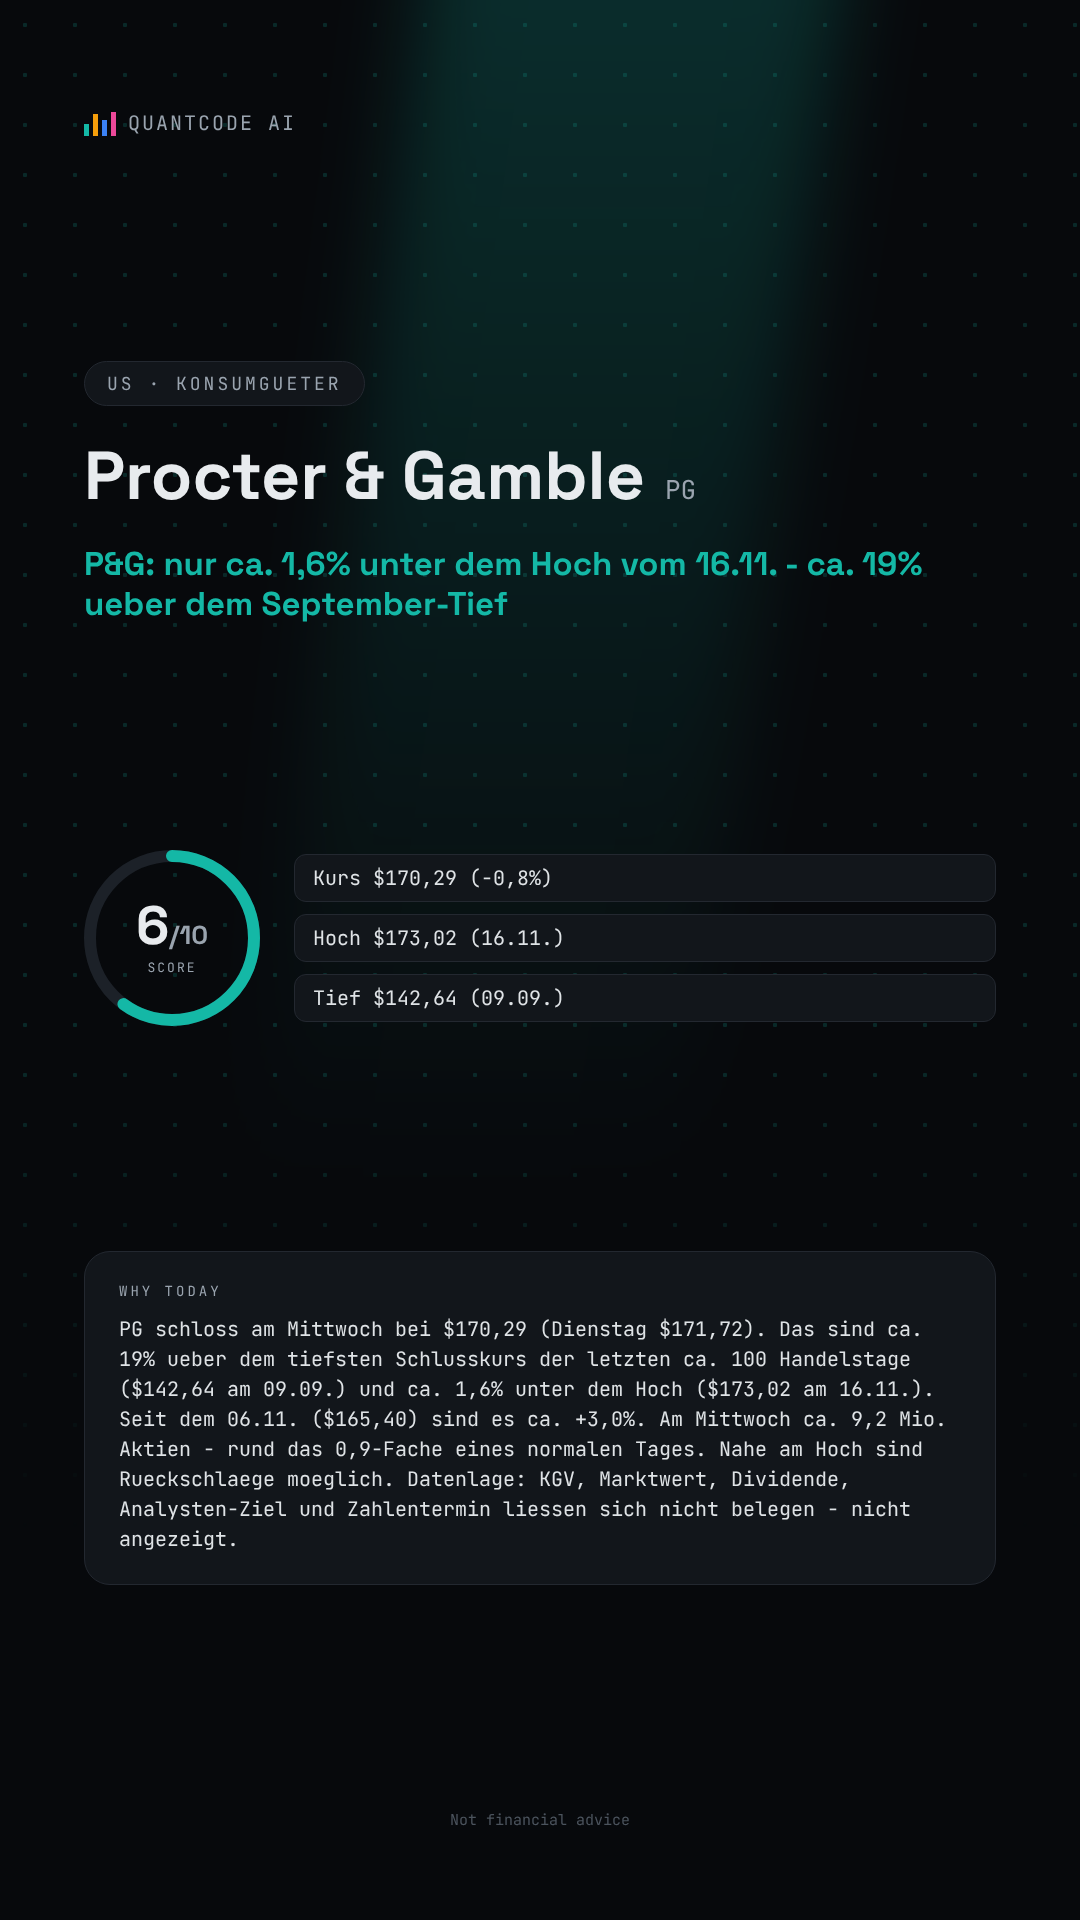 QUANTCODE AI
US · KONSUMGUETER
Procter & Gamble PG
P&G: nur ca. 1,6% unter dem Hoch vom 16.11. - ca. 19%
ueber dem September-Tief
6/10
SCORE
Kurs $170,29 (-0,8%)
Hoch $173,02 (16.11.)
Tief $142,64 (09.09.)
WHY TODAY
PG schloss am Mittwoch bei $170,29 (Dienstag $171,72). Das sind ca.
19% ueber dem tiefsten Schlusskurs der letzten ca. 100 Handelstage
($142,64 am 09.09.) und ca. 1,6% unter dem Hoch ($173,02 am 16.11.).
Seit dem 06.11. ($165,40) sind es ca. +3,0%. Am Mittwoch ca. 9,2 Mio.
Aktien - rund das 0,9-Fache eines normalen Tages. Nahe am Hoch sind
Rueckschlaege moeglich. Datenlage: KGV, Marktwert, Dividende,
Analysten-Ziel und Zahlentermin liessen sich nicht belegen - nicht
angezeigt.
Not financial advice